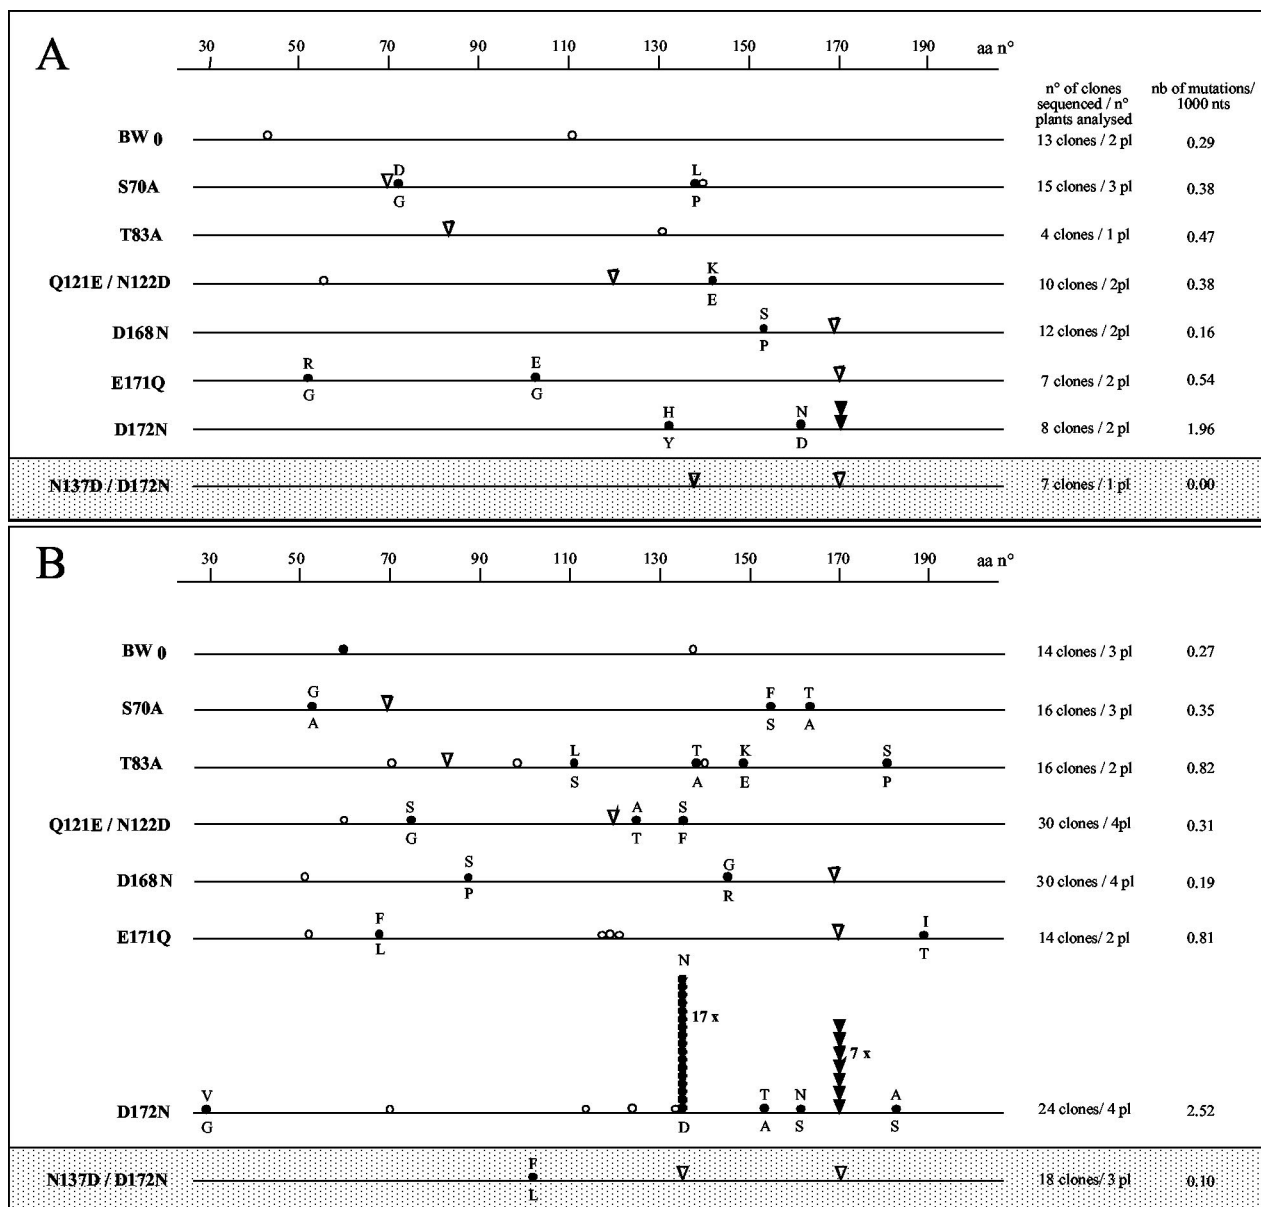 A
30 50 70 90 110 130 150 170 190 aa n°
n° of clones sequenced / n° plants analysed
nb of mutations/ 1000 nts
BW 0 13 clones / 2 pl 0.29
D L
S70A 15 clones / 3 pl 0.38
G P
T83A 4 clones / 1 pl 0.47
K
Q121E / N122D 10 clones / 2pl 0.38
E
S
D168N 12 clones / 2pl 0.16
P
R E
E171Q 7 clones / 2 pl 0.54
G G
H N
D172N 8 clones / 2 pl 1.96
Y D
N137D / D172N 7 clones / 1 pl 0.00
B
30 50 70 90 110 130 150 170 190 aa n°
BW 0 14 clones / 3 pl 0.27
G F T
S70A 16 clones / 3 pl 0.35
A S A
L T K S
T83A 16 clones / 2 pl 0.82
S A E P
S A S
Q121E / N122D 30 clones / 4pl 0.31
G T F
S G
D168N 30 clones / 4 pl 0.19
P R
F I
E171Q 14 clones/ 2 pl 0.81
L T
N
17 x
7 x
V T N A
D172N 24 clones/ 4 pl 2.52
G D A S S
F
N137D / D172N 18 clones/ 3 pl 0.10
L